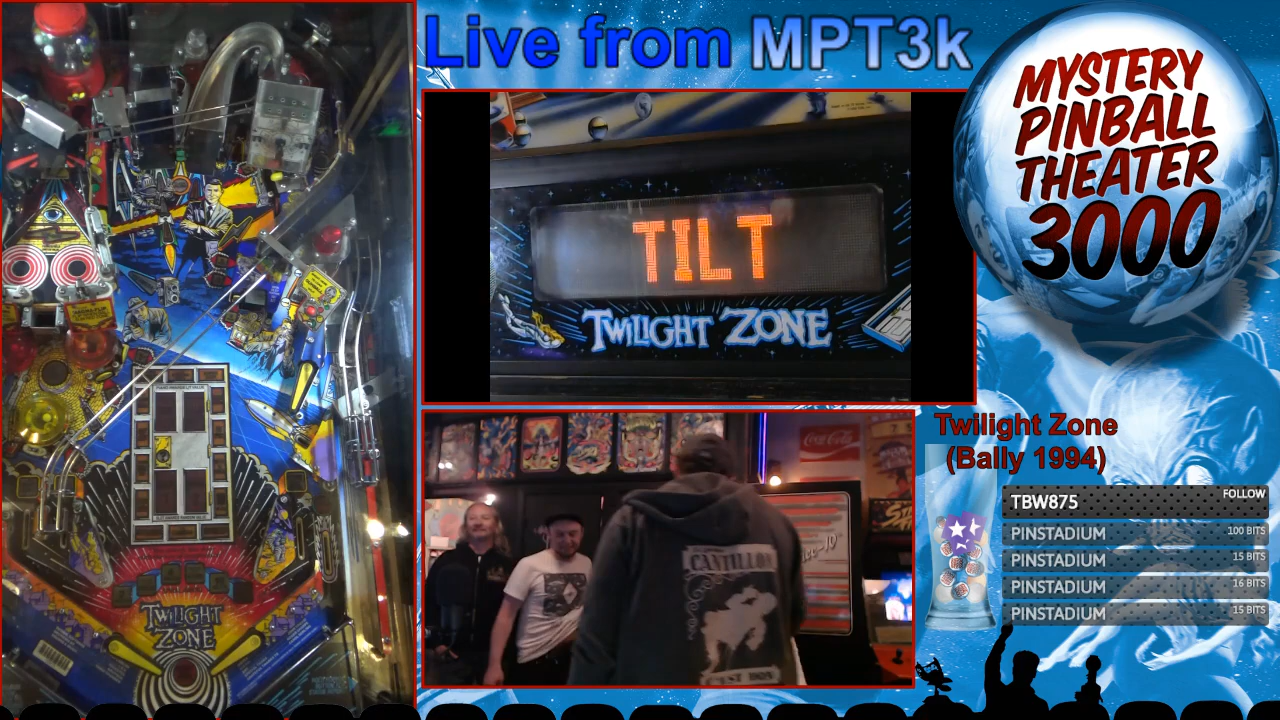 Live from MPT3k
MYSTERY
PINBALL
THEATER
3000
TILT
TWILIGHT ZONE
Twilight Zone
(Bally 1994)
TBW875 FOLLOW
PINSTADIUM 100 BITS
PINSTADIUM 15 BITS
PINSTADIUM 16 BITS
PINSTADIUM 15 BITS
Coca-Cola
CANTILLON
TWILIGHT
ZONE